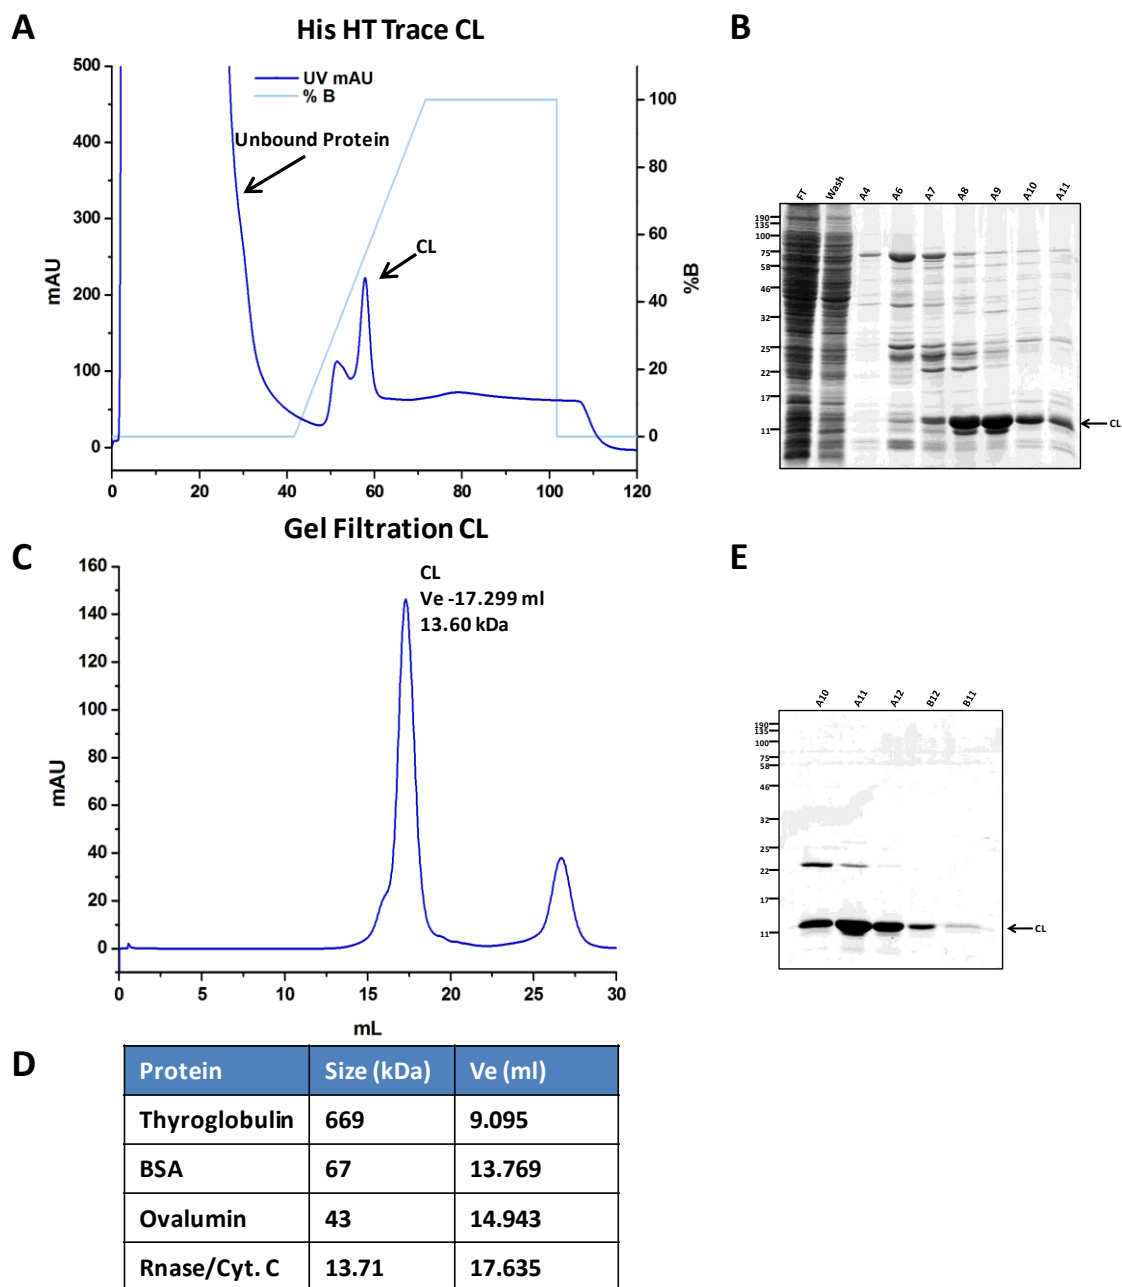 A
His HT Trace CL
500
400
300
200
100
0
mAU
UV mAU
% B
Unbound Protein
CL
100
80
60
40
20
0
%B
0 20 40 60 80 100 120
B
FT Wash A4 A6 A7 A8 A9 A10 A11
190
135
100
75
58
46
32
25
22
17
11
CL
Gel Filtration CL
C
160
140
120
100
80
60
40
20
0
mAU
CL
Ve -17.299 ml
13.60 kDa
0 5 10 15 20 25 30
mL
E
A10 A11 A12 B12 B11
190
135
100
75
58
46
32
25
22
17
11
CL
D
Protein Size (kDa) Ve (ml)
Thyroglobulin 669 9.095
BSA 67 13.769
Ovalumin 43 14.943
Rnase/Cyt. C 13.71 17.635